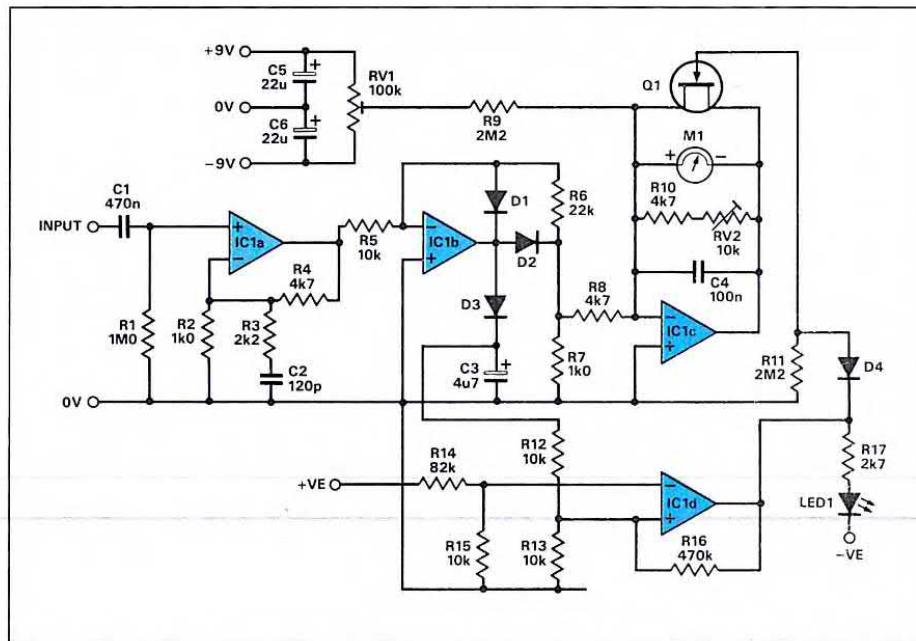 +9V
C5
22u
+
0V
RV1
100k
C6
22u
+
-9V
R9
2M2
Q1
M1
+
-
C1
470n
INPUT
+
IC1a
-
R5
10k
-
IC1b
+
D1
D2
R6
22k
R10
4k7
RV2
10k
R4
4k7
C4
100n
R1
1M0
R2
1k0
R3
2k2
C2
120p
D3
R8
4k7
-
IC1c
+
C3
4u7
+
R7
1k0
R11
2M2
D4
0V
R12
10k
R17
2k7
R14
82k
+VE
-
IC1d
+
LED1
R15
10k
R13
10k
R16
470k
-VE